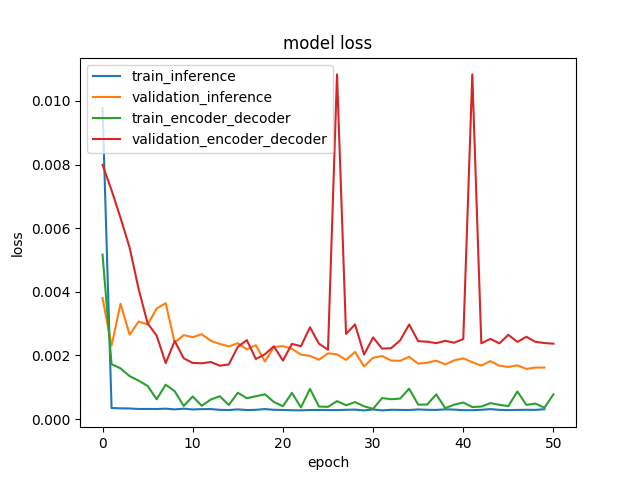 model loss
train_inference
validation_inference
train_encoder_decoder
validation_encoder_decoder
loss
0.010
0.008
0.006
0.004
0.002
0.000
0 10 20 30 40 50
epoch